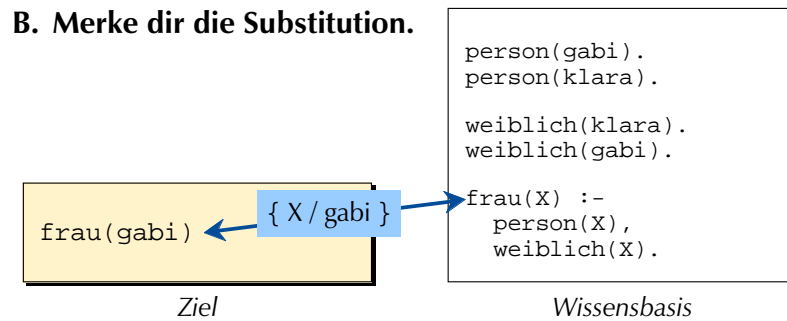 B. Merke dir die Substitution.
person(gabi).
person(klara).
weiblich(klara).
weiblich(gabi).
frau(X) :-
person(X),
weiblich(X).
frau(gabi)
{ X / gabi }
Ziel
Wissensbasis